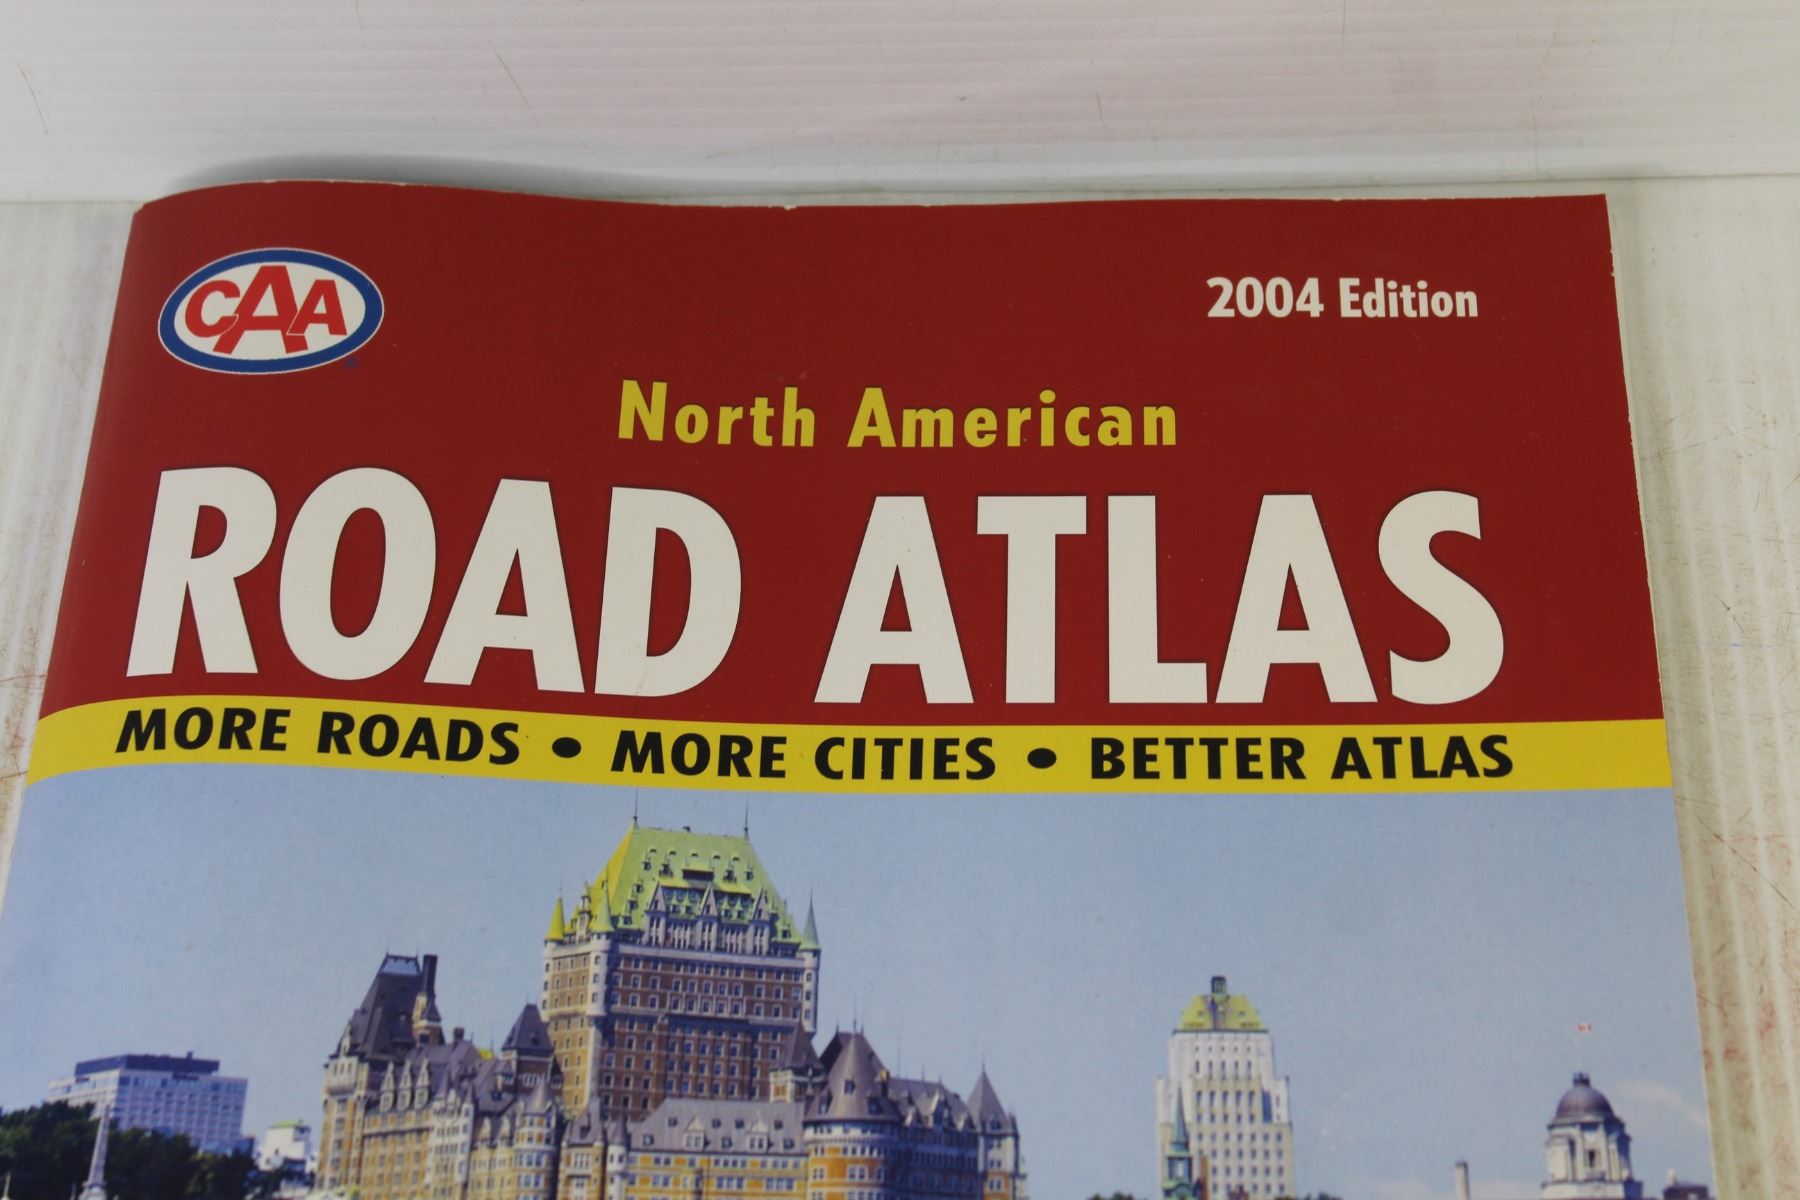 CAA
2004 Edition
North American
ROAD ATLAS
MORE ROADS • MORE CITIES • BETTER ATLAS